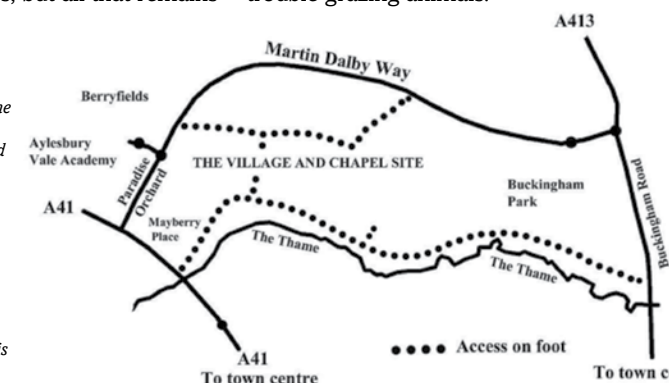 but all that remains
trouble grazing animals.
A413
Martin Dalby Way
Berryfields
Aylesbury
Vale Academy
Paradise
Orchard
THE VILLAGE AND CHAPEL SITE
Buckingham
Park
Buckingham Road
A41
Mayberry
Place
The Thame
The Thame
Access on foot
A41
To town centre
To town